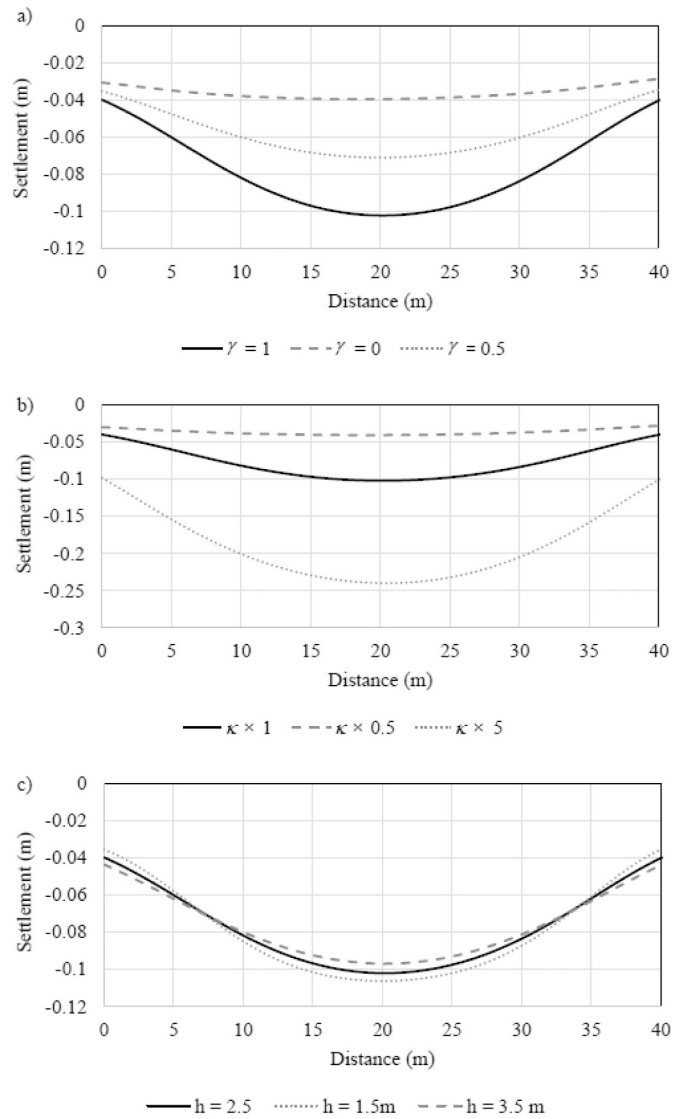 a)
0
-0.02
-0.04
-0.06
-0.08
-0.1
-0.12
Settlement (m)
0 5 10 15 20 25 30 35 40
Distance (m)
γ = 1 γ = 0 γ = 0.5
b)
0
-0.05
-0.1
-0.15
-0.2
-0.25
-0.3
Settlement (m)
0 5 10 15 20 25 30 35 40
Distance (m)
κ × 1 κ × 0.5 κ × 5
c)
0
-0.02
-0.04
-0.06
-0.08
-0.1
-0.12
Settlement (m)
0 5 10 15 20 25 30 35 40
Distance (m)
h = 2.5 h = 1.5m h = 3.5 m